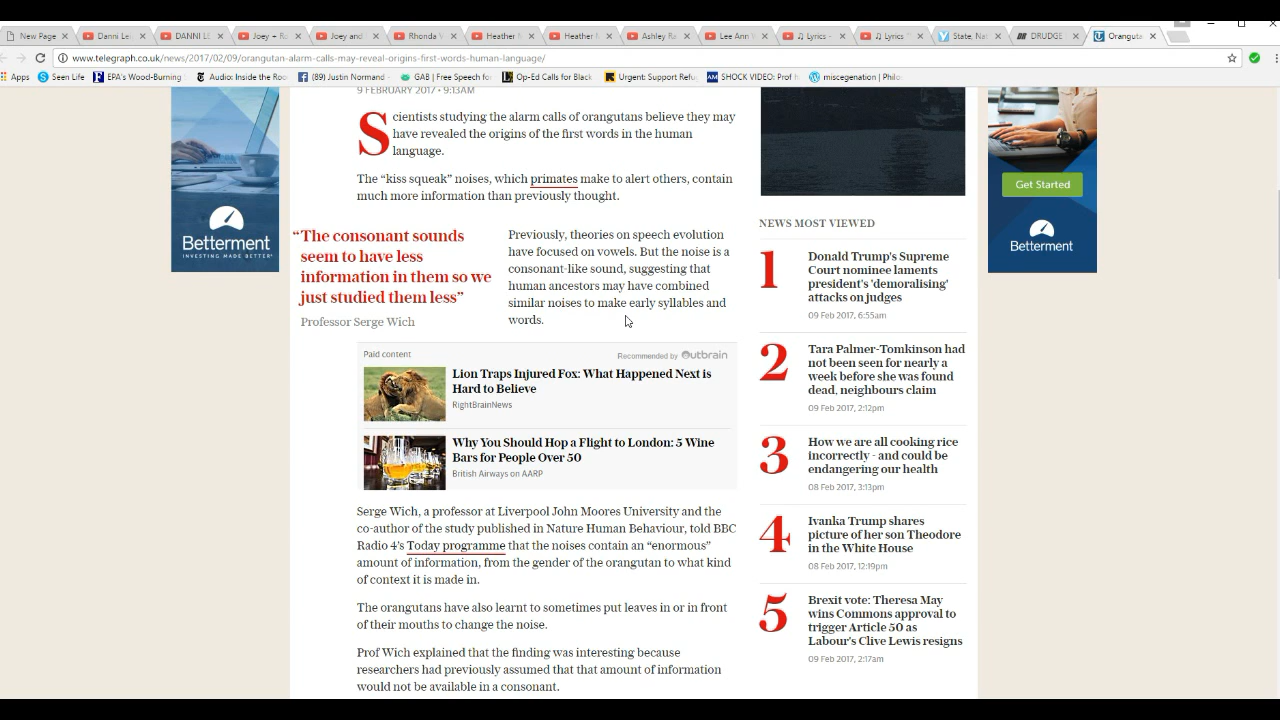 New Page
Danni Lei
DANNI LE
Joey + Ro
Joey and
Rhonda V
Heather
Heather
Ashley Ra
Lee Ann
♫ Lyrics -
♫ Lyrics
State, Nat
DRUDGE
Oranguta
www.telegraph.co.uk/news/2017/02/09/orangutan-alarm-calls-may-reveal-origins-first-words-human-language/
Apps
Seen Life
EPA's Wood-Burning
Audio: Inside the Roo
(89) Justin Normand
GAB | Free Speech fo
Op-Ed Calls for Black
Urgent: Support Refu
SHOCK VIDEO: Prof h
miscegenation | Philo
9 FEBRUARY 2017 • 9:13AM
Scientists studying the alarm calls of orangutans believe they may
have revealed the origins of the first words in the human
language.
The “kiss squeak” noises, which primates make to alert others, contain
much more information than previously thought.
“The consonant sounds
seem to have less
information in them so we
just studied them less”
Professor Serge Wich
Previously, theories on speech evolution
have focused on vowels. But the noise is a
consonant-like sound, suggesting that
human ancestors may have combined
similar noises to make early syllables and
words.
Paid content
Recommended by Outbrain
Lion Traps Injured Fox: What Happened Next is
Hard to Believe
RightBrainNews
Why You Should Hop a Flight to London: 5 Wine
Bars for People Over 50
British Airways on AARP
Serge Wich, a professor at Liverpool John Moores University and the
co-author of the study published in Nature Human Behaviour, told BBC
Radio 4's Today programme that the noises contain an “enormous”
amount of information, from the gender of the orangutan to what kind
of context it is made in.
The orangutans have also learnt to sometimes put leaves in or in front
of their mouths to change the noise.
Prof Wich explained that the finding was interesting because
researchers had previously assumed that that amount of information
would not be available in a consonant.
NEWS MOST VIEWED
1
Donald Trump's Supreme
Court nominee laments
president's 'demoralising'
attacks on judges
09 Feb 2017, 6:55am
2
Tara Palmer-Tomkinson had
not been seen for nearly a
week before she was found
dead, neighbours claim
09 Feb 2017, 2:12pm
3
How we are all cooking rice
incorrectly - and could be
endangering our health
08 Feb 2017, 3:13pm
4
Ivanka Trump shares
picture of her son Theodore
in the White House
08 Feb 2017, 12:19pm
5
Brexit vote: Theresa May
wins Commons approval to
trigger Article 50 as
Labour's Clive Lewis resigns
09 Feb 2017, 2:17am
Betterment
INVESTING MADE BETTER
Get Started
Betterment